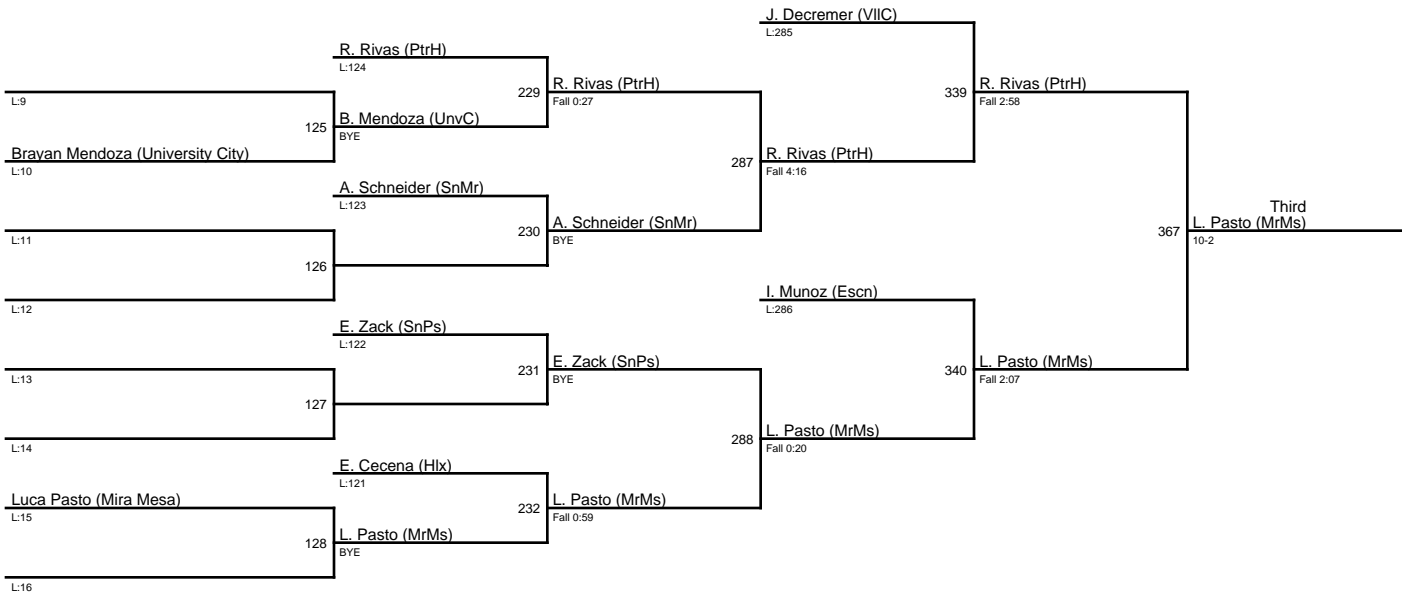 J. Decremer (VllC)
L:285
R. Rivas (PtrH)
L:124
229
R. Rivas (PtrH)
Fall 0:27
339
R. Rivas (PtrH)
Fall 2:58
L:9
125
B. Mendoza (UnvC)
BYE
Brayan Mendoza (University City)
L:10
287
R. Rivas (PtrH)
Fall 4:16
A. Schneider (SnMr)
L:123
Third
230
A. Schneider (SnMr)
BYE
367
L. Pasto (MrMs)
10-2
L:11
126
L:12
I. Munoz (Escn)
L:286
E. Zack (SnPs)
L:122
231
E. Zack (SnPs)
BYE
340
L. Pasto (MrMs)
Fall 2:07
L:13
127
L:14
288
L. Pasto (MrMs)
Fall 0:20
E. Cecena (Hlx)
L:121
Luca Pasto (Mira Mesa)
L:15
232
L. Pasto (MrMs)
Fall 0:59
128
L. Pasto (MrMs)
BYE
L:16